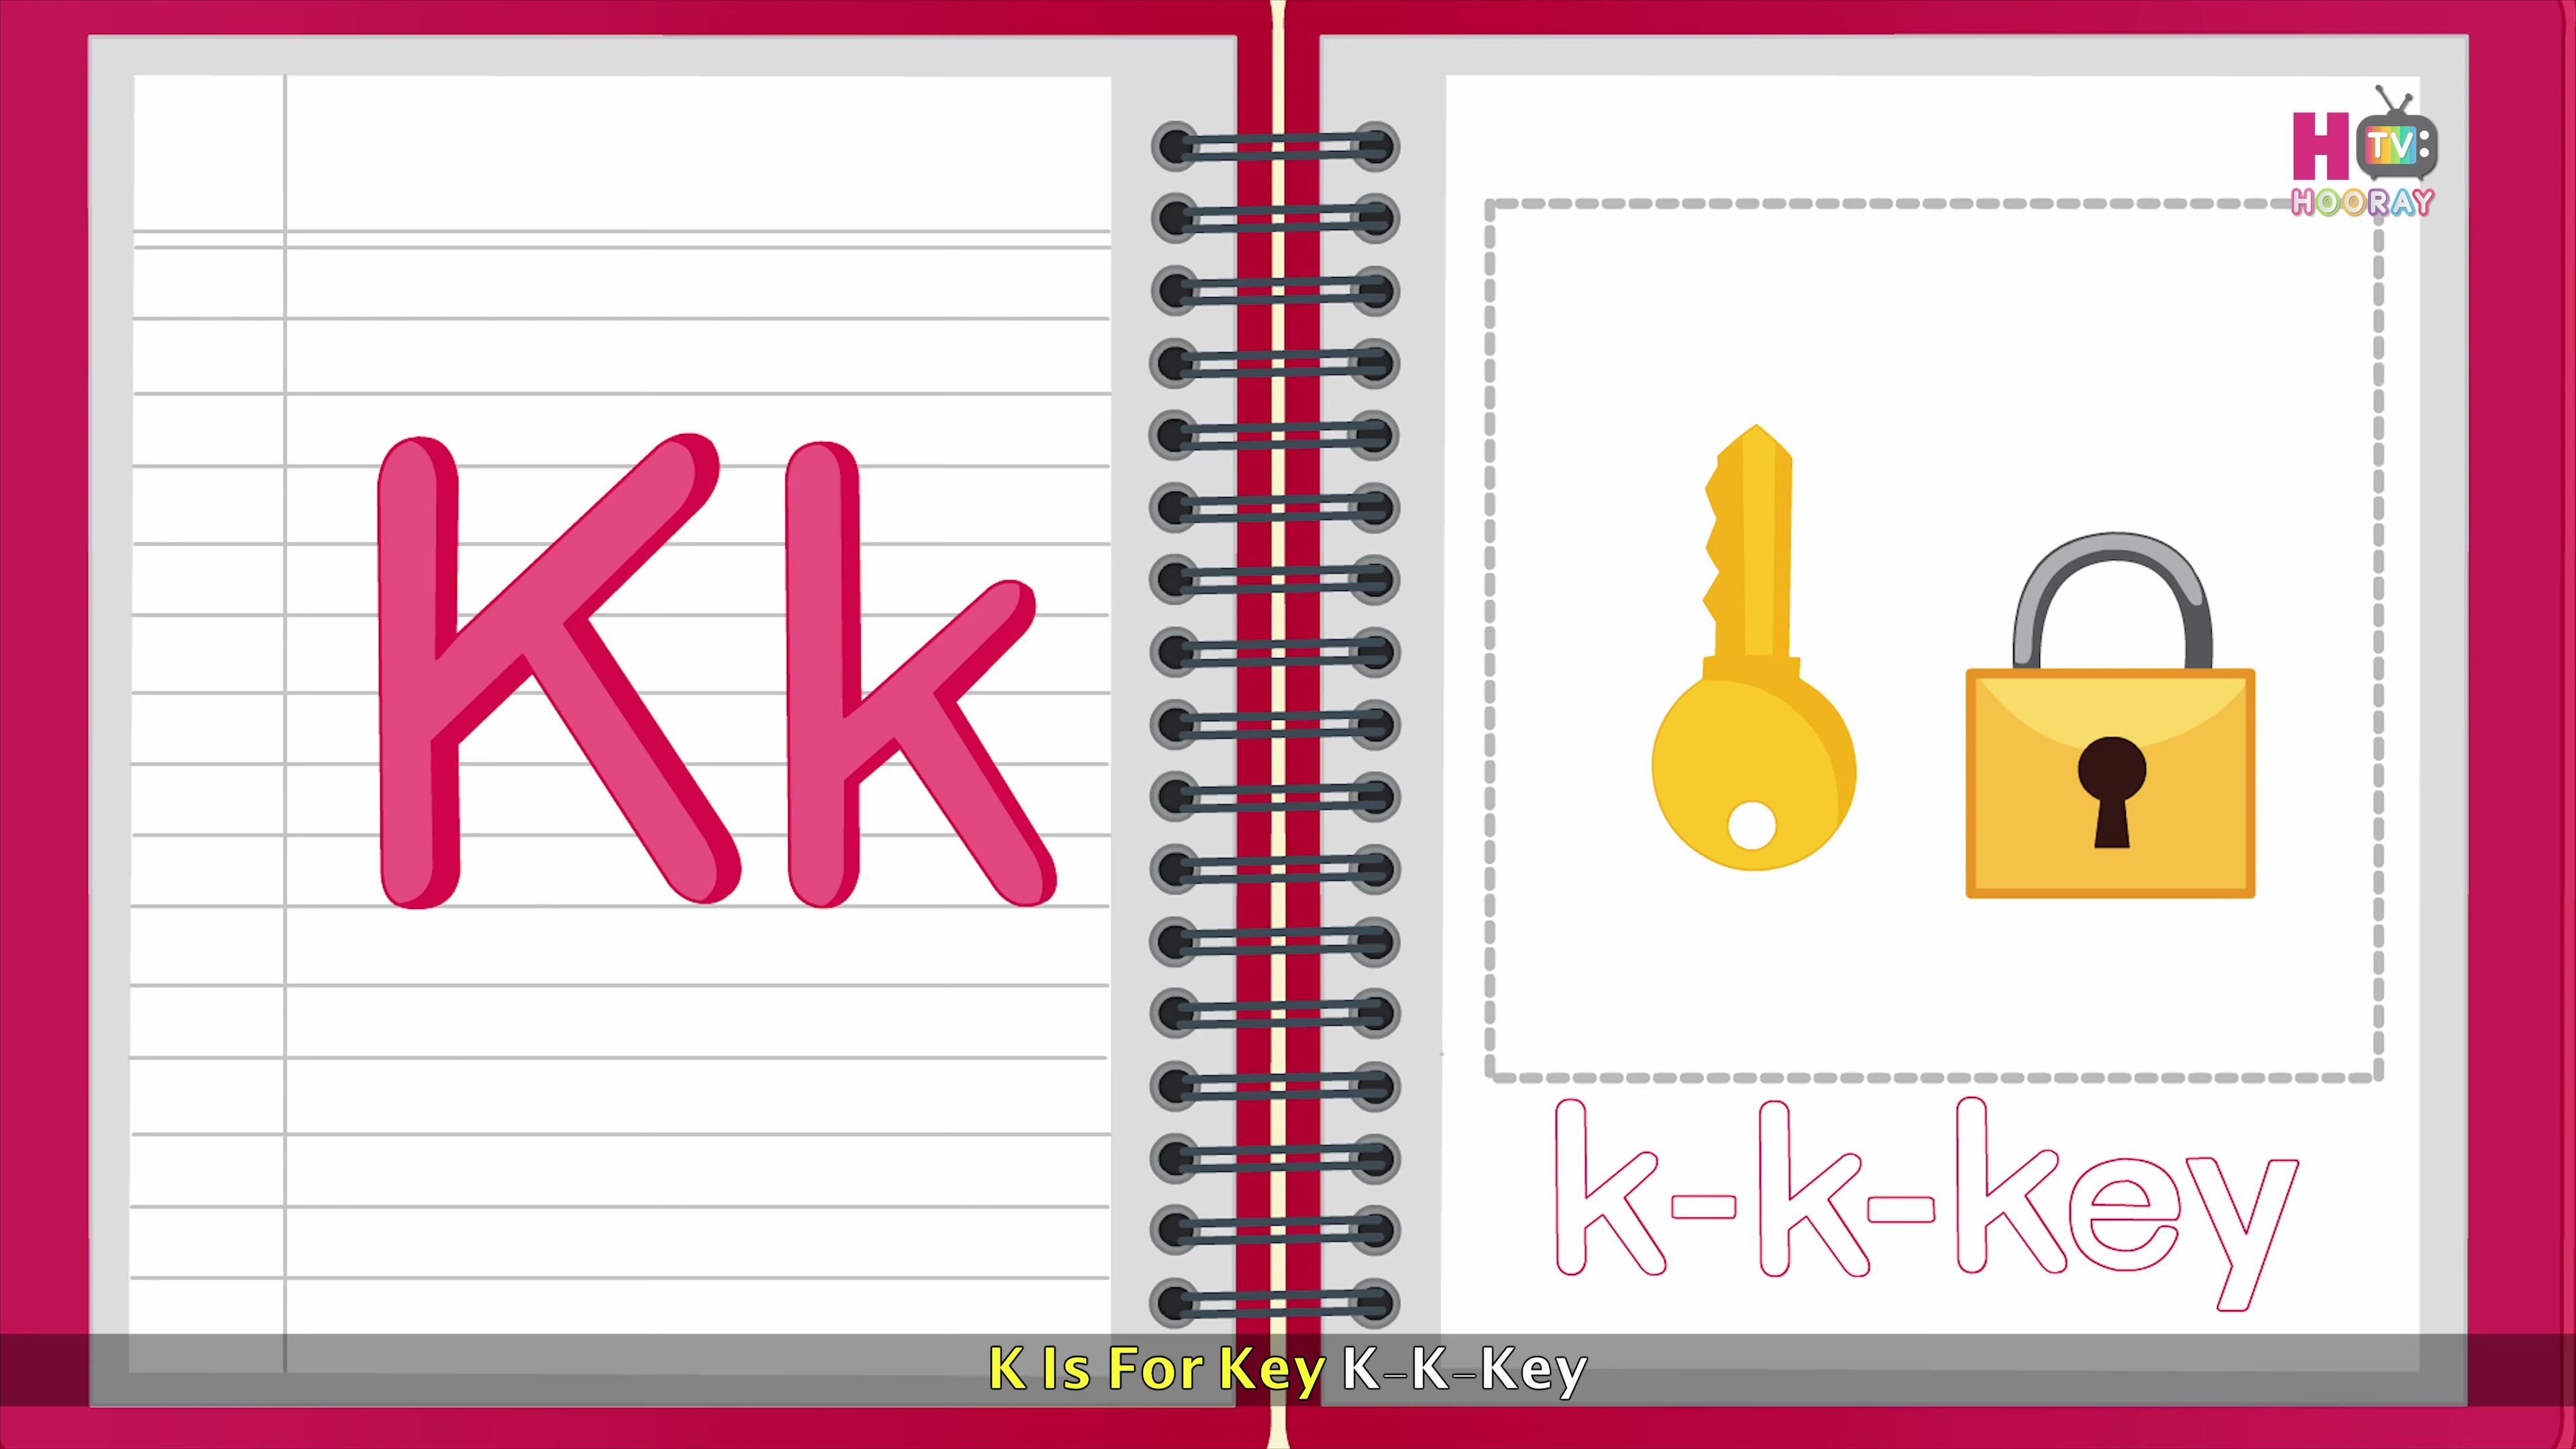 Kk
H TV
HOORAY
k-k-key
K Is For Key K-K-Key